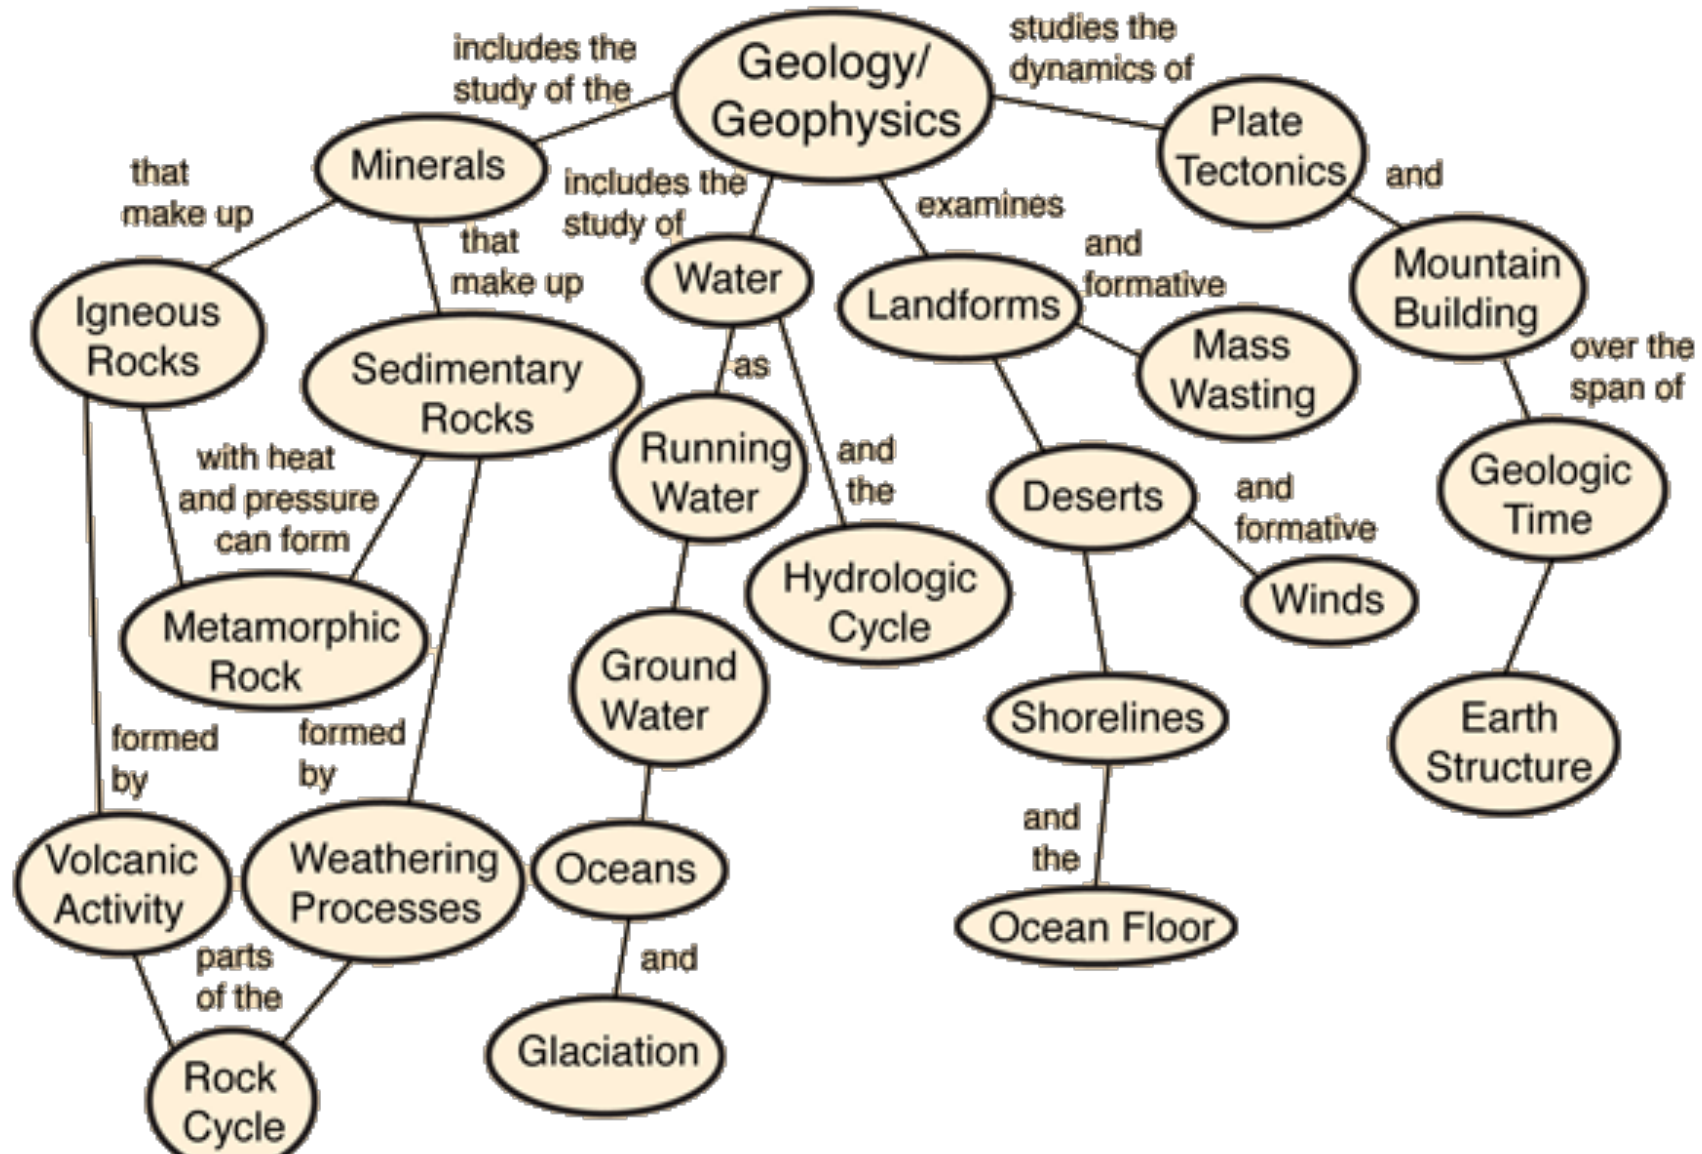 Geology/
Geophysics
includes the
study of the
studies the
dynamics of
Minerals
Plate
Tectonics
that
make up
that
make up
includes the
study of
examines
and
Water
Landforms
and
formative
Mass
Wasting
Mountain
Building
Igneous
Rocks
Sedimentary
Rocks
as
over the
span of
Running
Water
and
the
Deserts
and
formative
Geologic
Time
with heat
and pressure
can form
Hydrologic
Cycle
Winds
Metamorphic
Rock
Ground
Water
Shorelines
Earth
Structure
formed
by
formed
by
and
the
Volcanic
Activity
Weathering
Processes
Oceans
Ocean Floor
parts
of the
and
Rock
Cycle
Glaciation